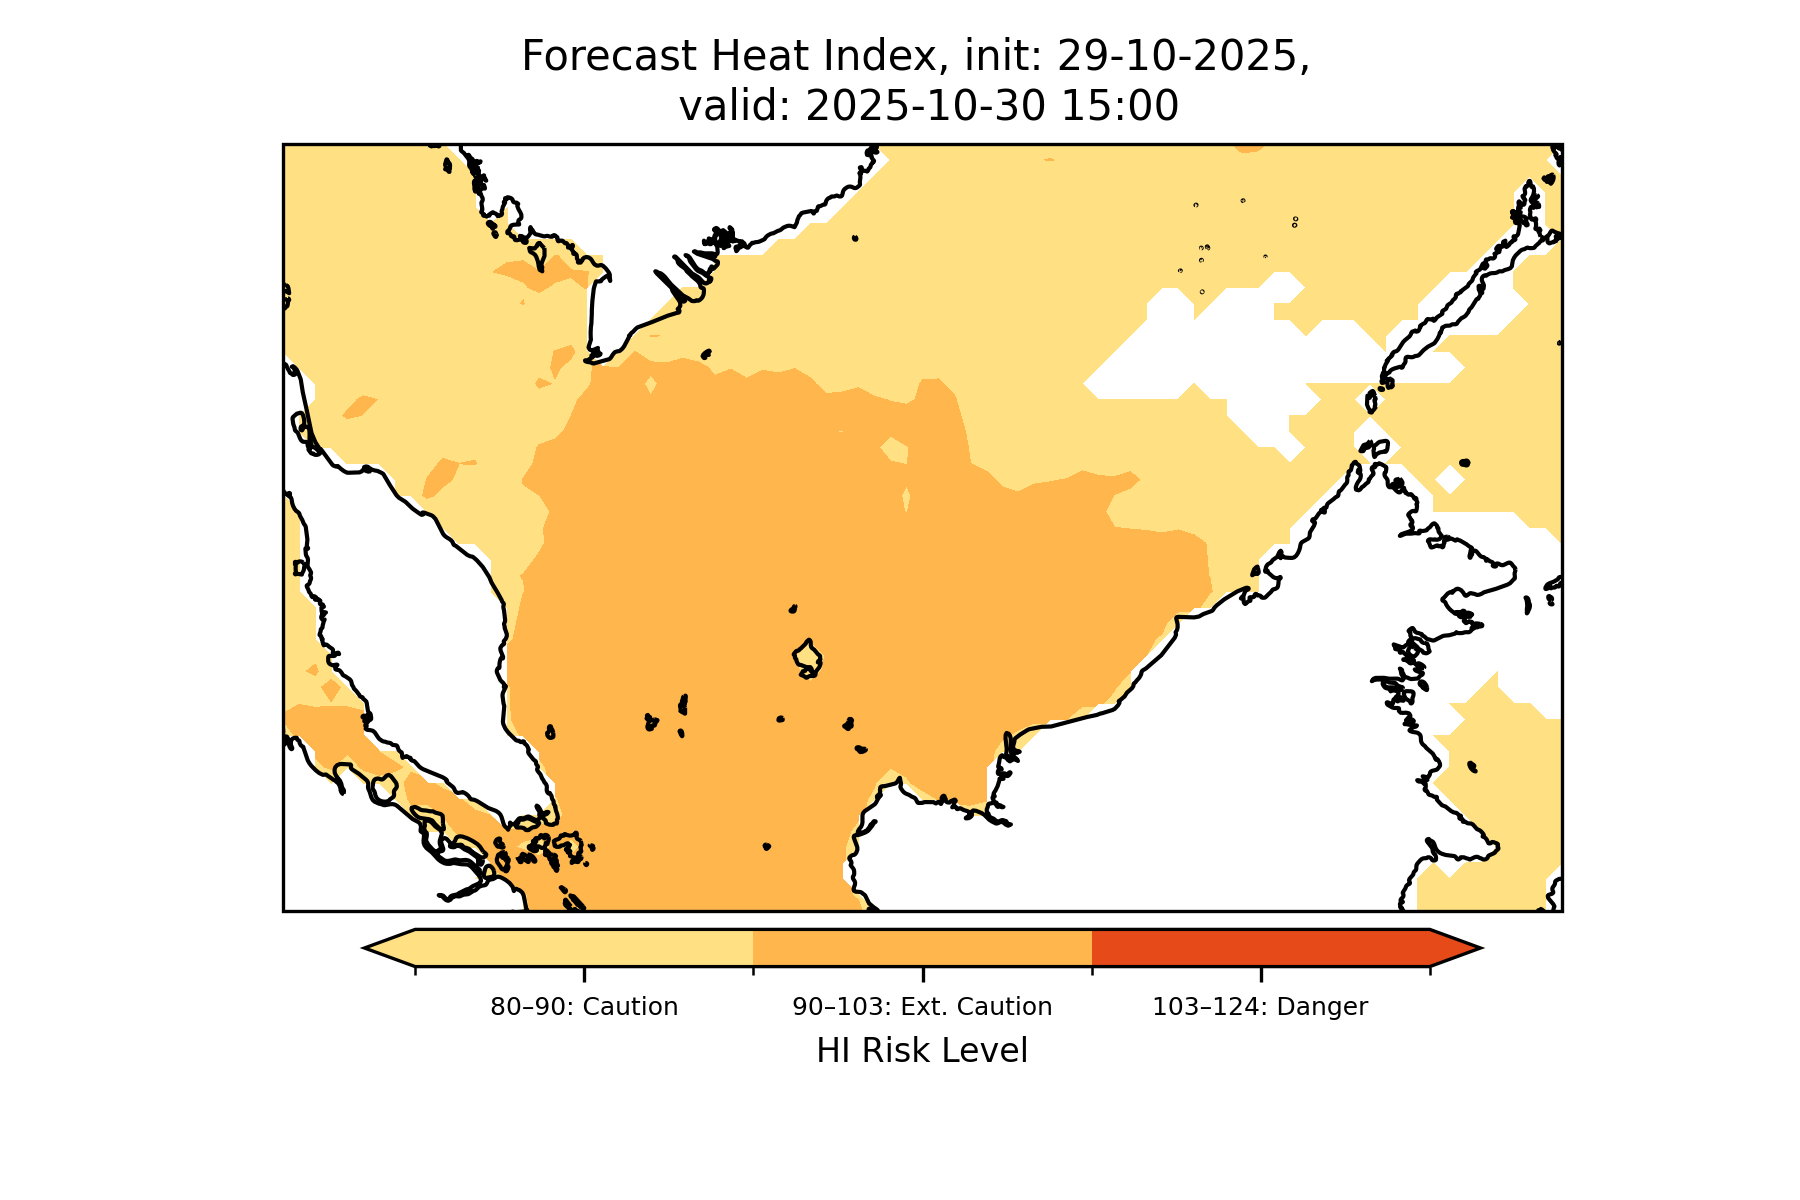 Forecast Heat Index, init: 29-10-2025,
valid: 2025-10-30 15:00
80–90: Caution
90–103: Ext. Caution
103–124: Danger
HI Risk Level